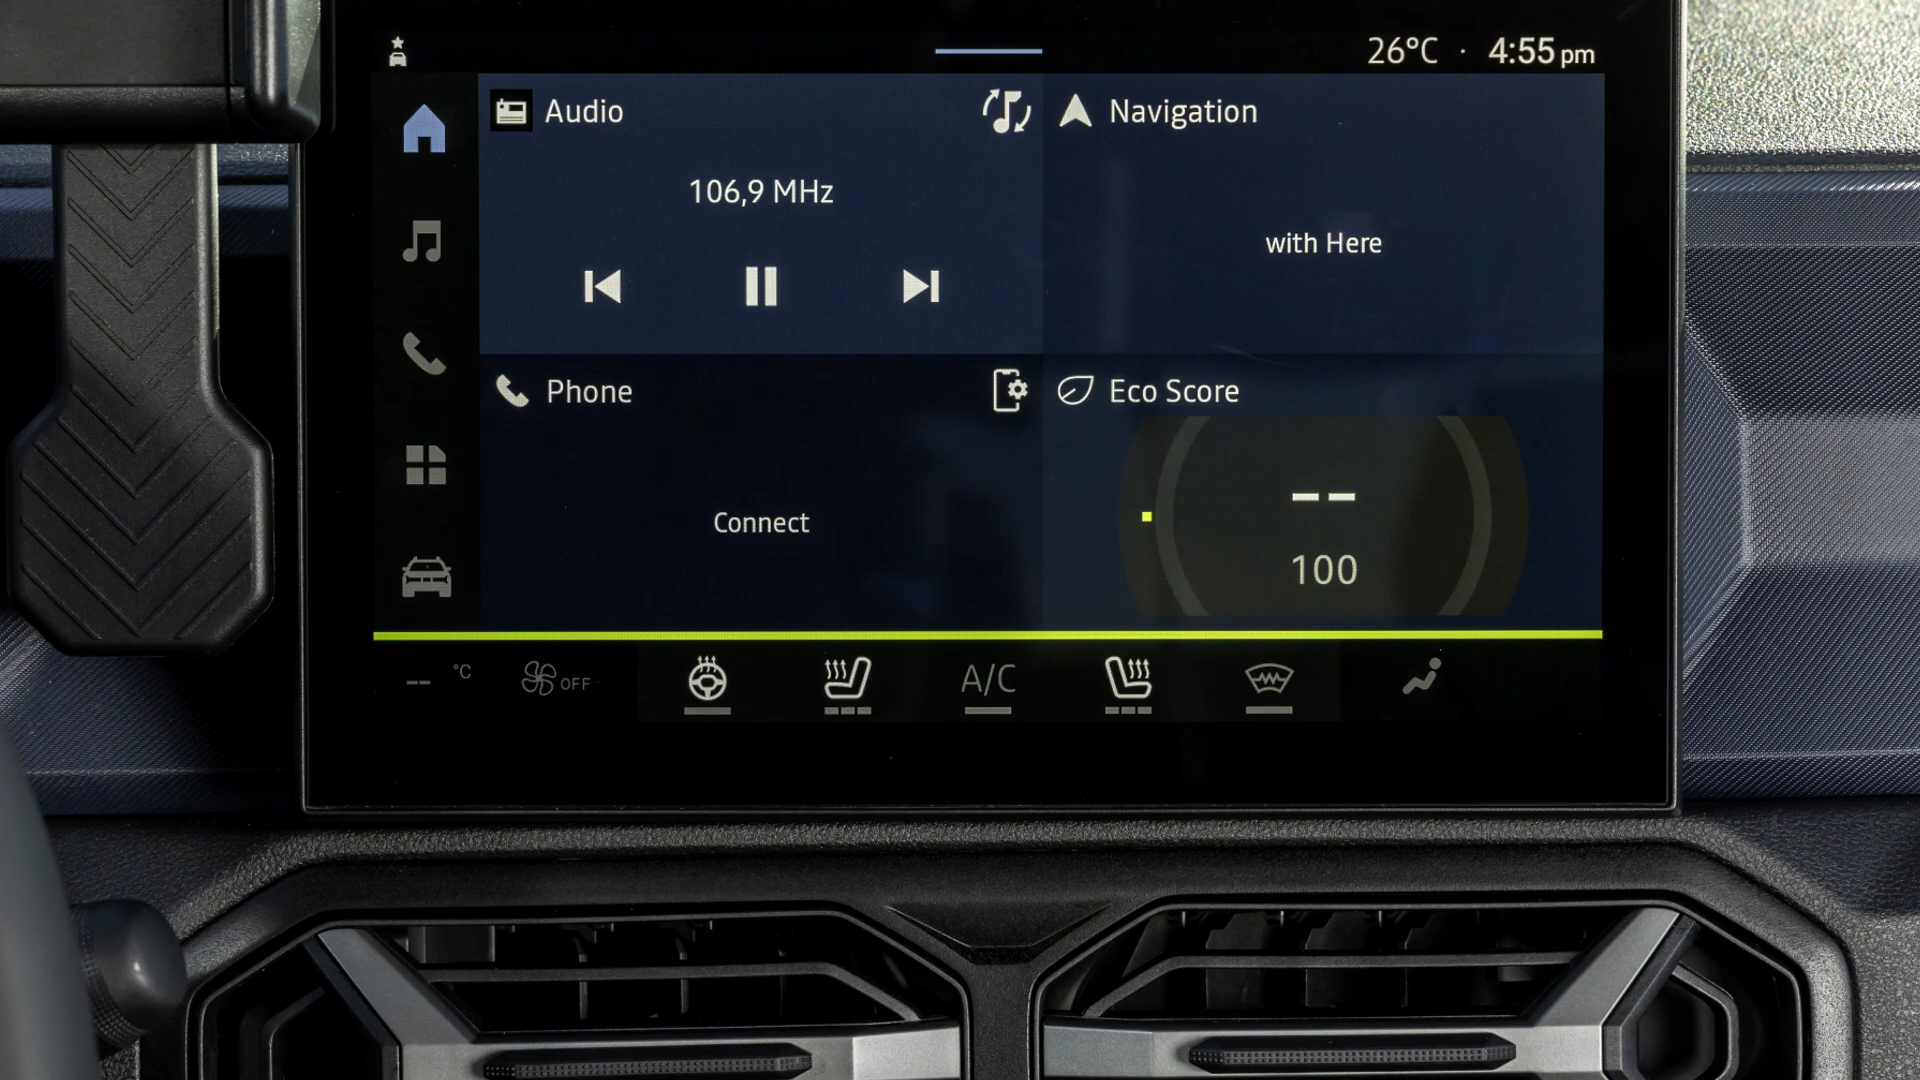 26°C · 4:55 pm
Audio
106,9 MHz
Navigation
with Here
Phone
Connect
Eco Score
--
100
-- °C
OFF
A/C